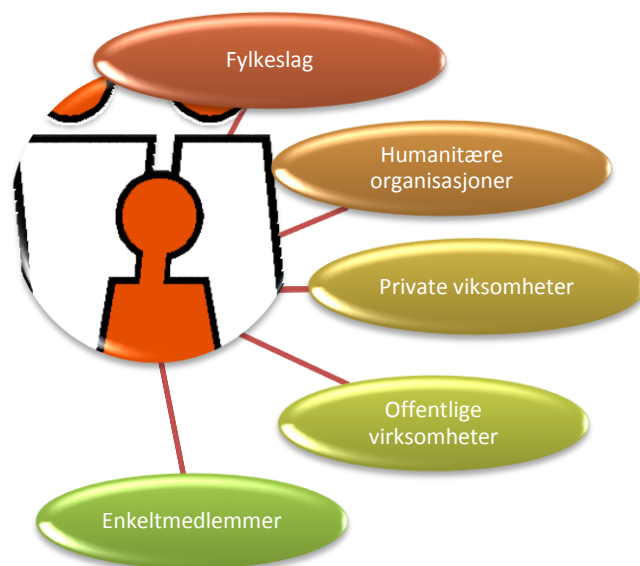 Fylkeslag
Humanitære
organisasjoner
Private viksomheter
Offentlige
virksomheter
Enkeltmedlemmer